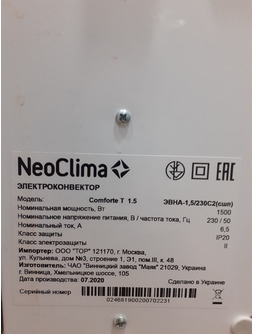 NeoClima
ЭЛЕКТРОКОНВЕКТОР
Модель: Comforte T 1.5 ЭВНА-1,5/230С2(сшп)
Номинальная мощность, Вт 1500
Номинальное напряжение питания, В / частота тока, Гц 230 / 50
Номинальный ток, А 6,5
Класс защиты IP20
Класс электрозащиты II
Импортер: ООО "ТОР" 121170, г. Москва,
ул. Кульнева, дом №3, строение 1, Э1, пом.III, к. 48
Изготовитель: ЧАО "Винницкий завод "Маяк" 21029, Украина
г. Винница, Хмельницкое шоссе, 105
Дата производства: 07.2020 Сделано в Украине
Серийный номер: 02468190020070223​1